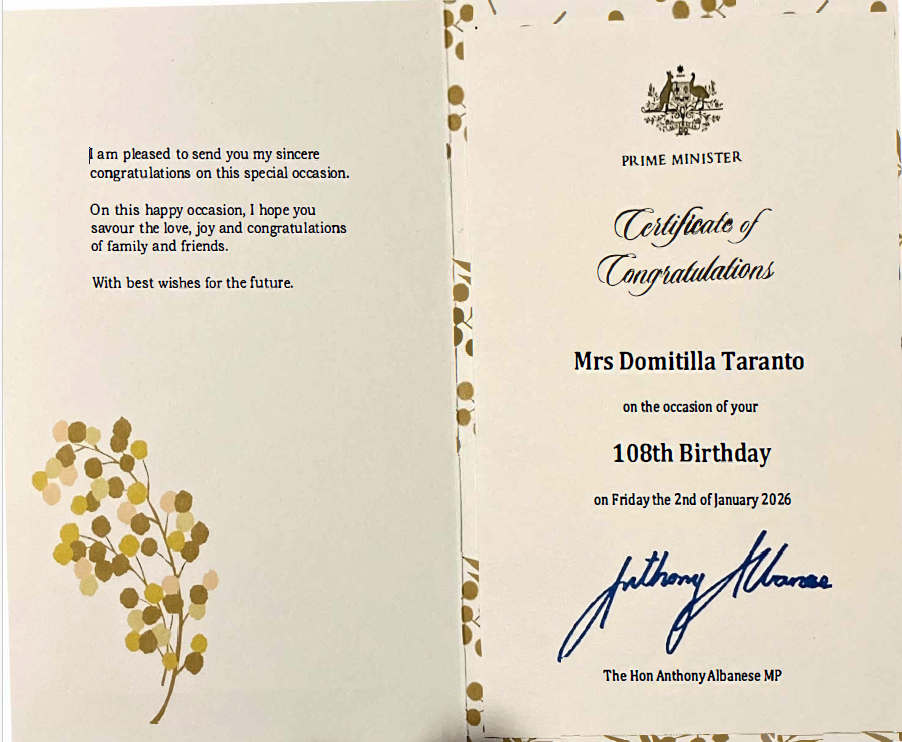 I am pleased to send you my sincere
congratulations on this special occasion.
On this happy occasion, I hope you
savour the love, joy and congratulations
of family and friends.
With best wishes for the future.
PRIME MINISTER
Certificate of
Congratulations
Mrs Domitilla Taranto
on the occasion of your
108th Birthday
on Friday the 2nd of January 2026
Anthony Albanese
The Hon Anthony Albanese MP